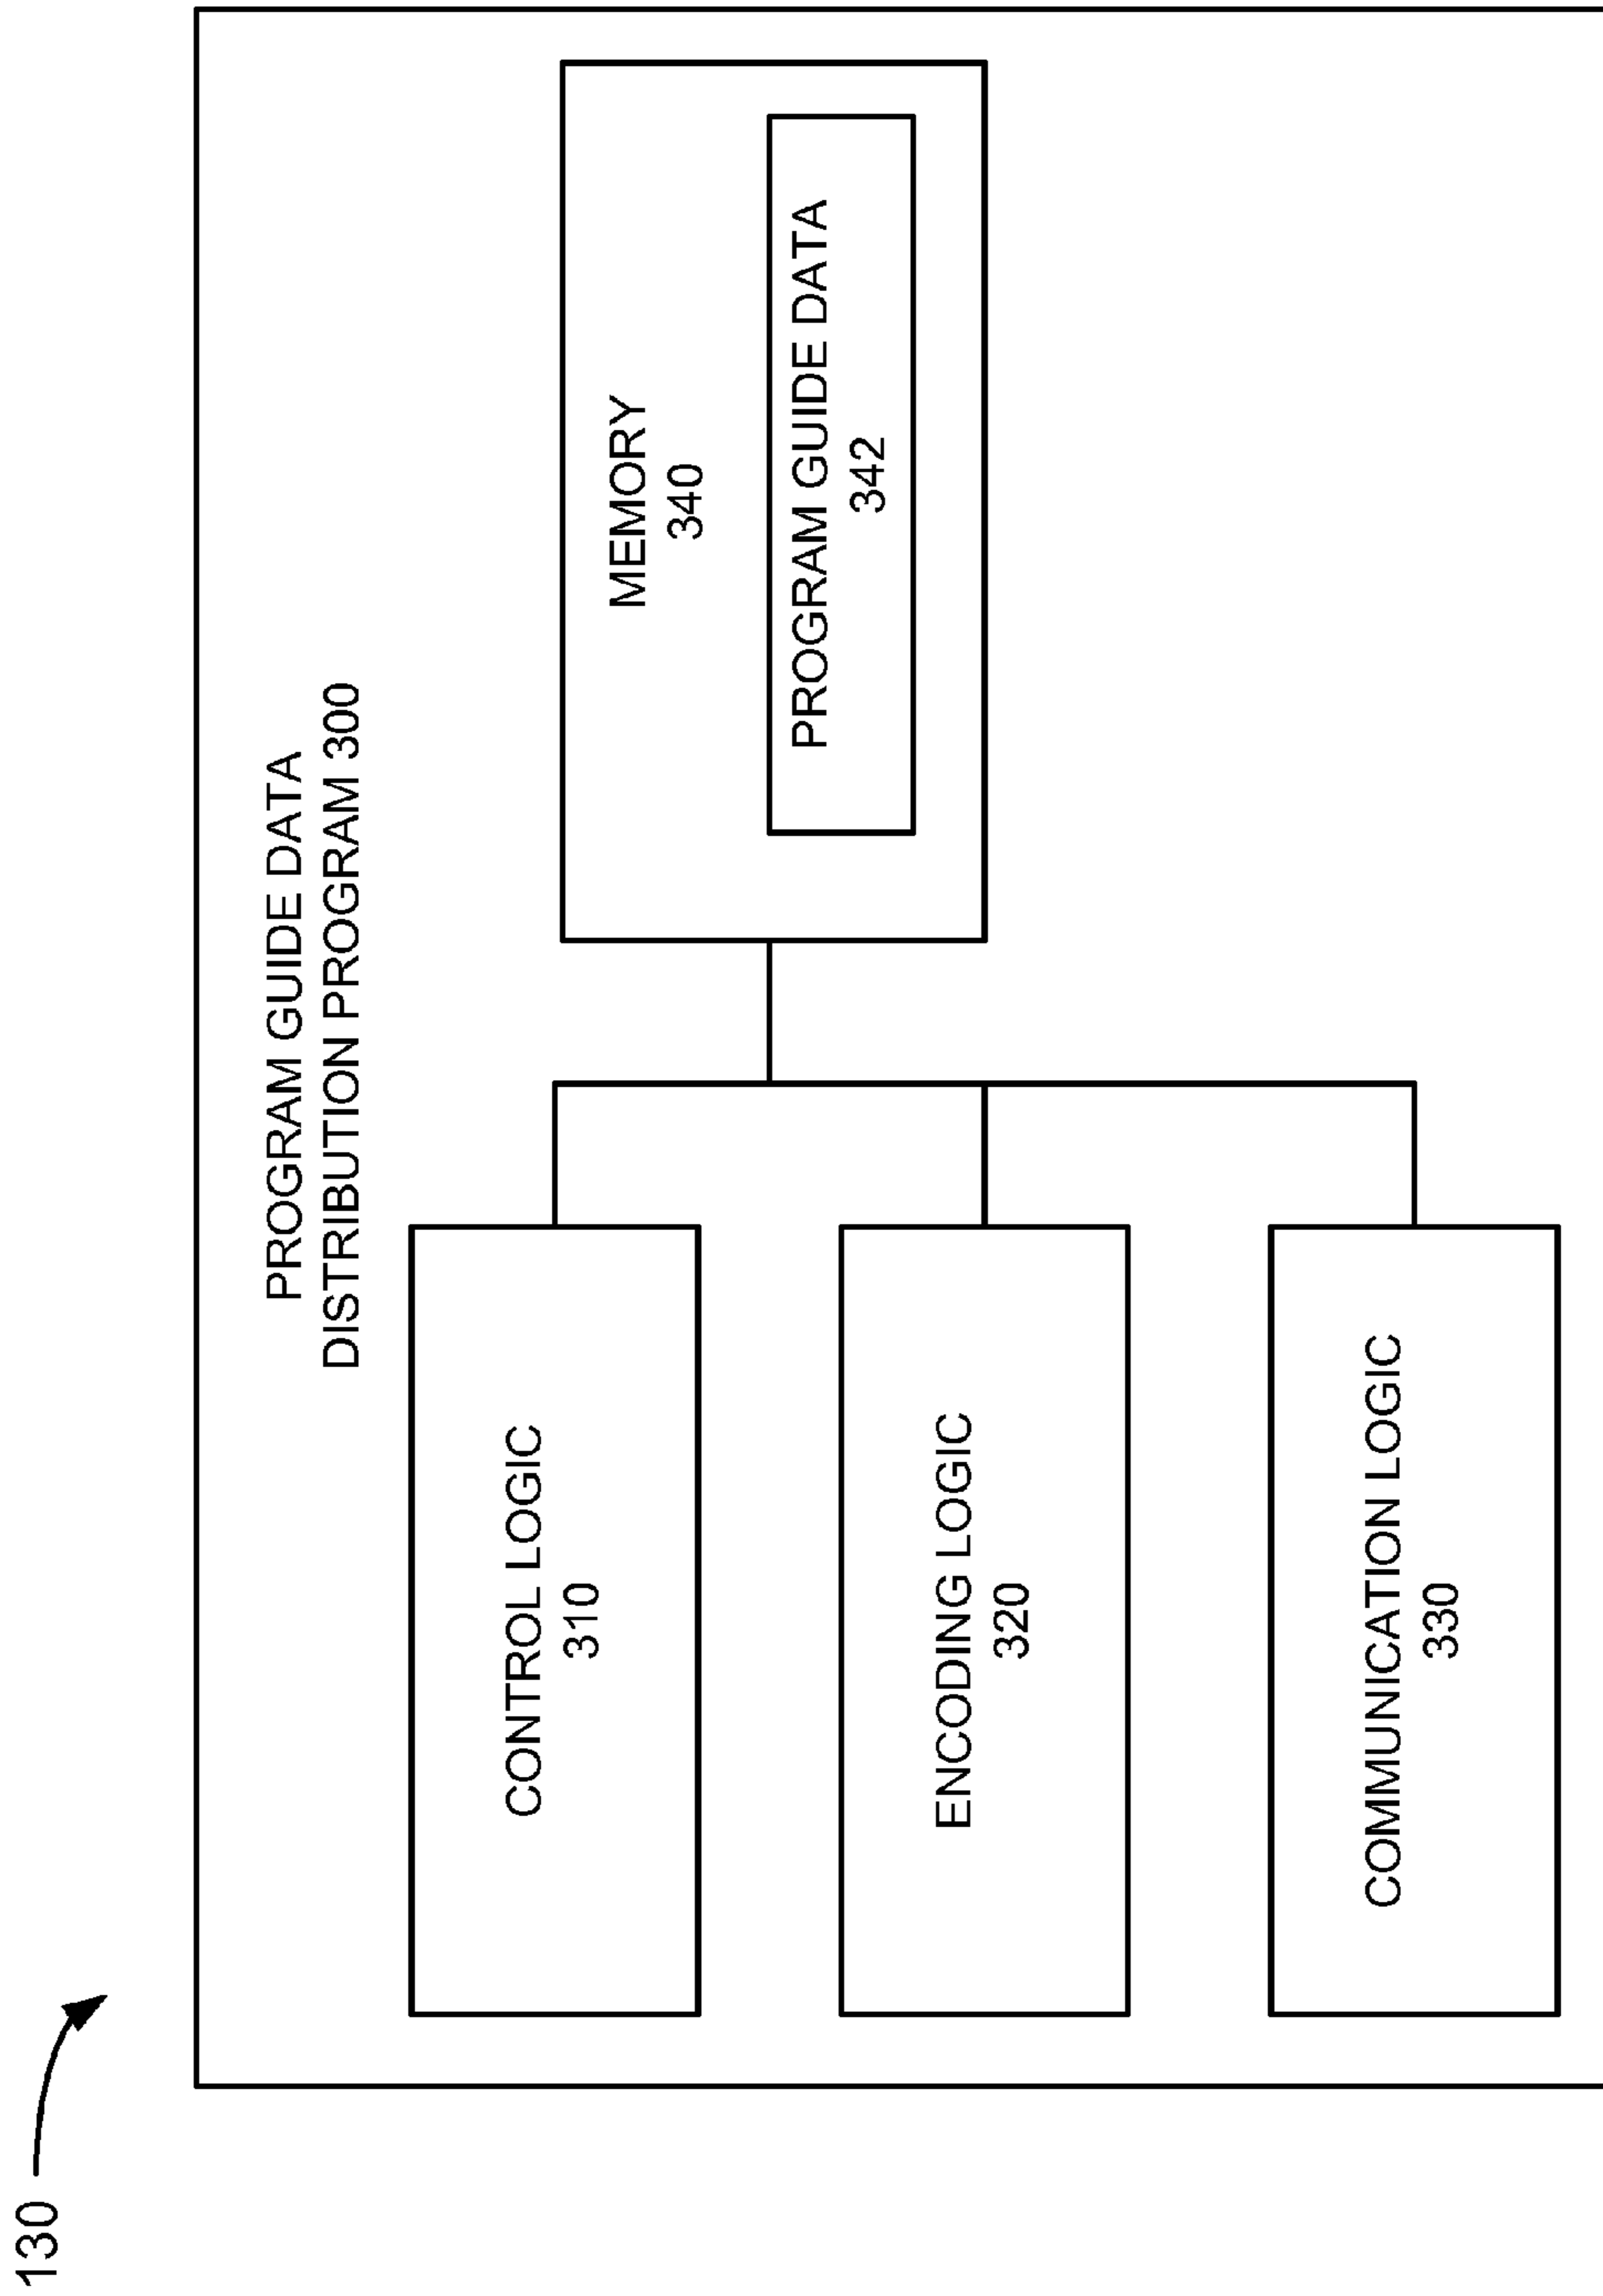 130
PROGRAM GUIDE DATA
DISTRIBUTION PROGRAM 300
CONTROL LOGIC
310
ENCODING LOGIC
320
COMMUNICATION LOGIC
330
MEMORY
340
PROGRAM GUIDE DATA
342